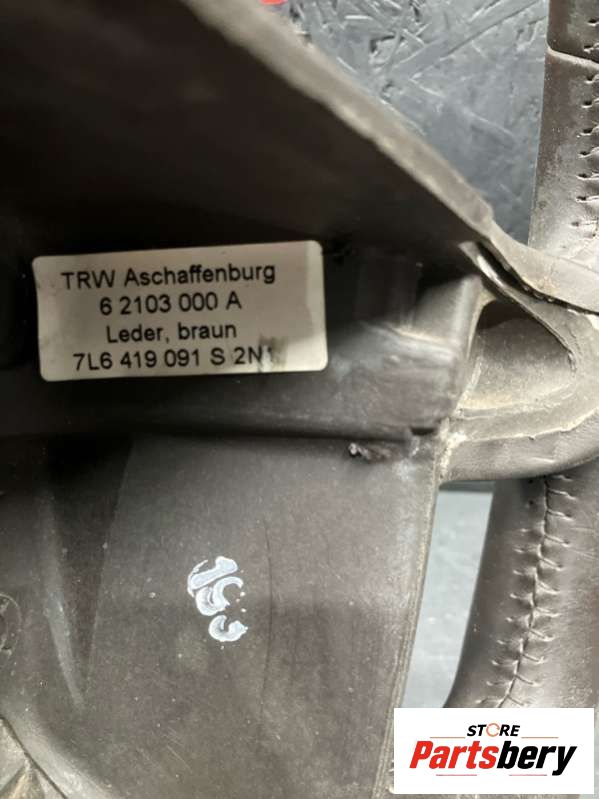 TRW Aschaffenburg
6 2103 000 A
Leder, braun
7L6 419 091 S 2N1
STORE
Partsbery